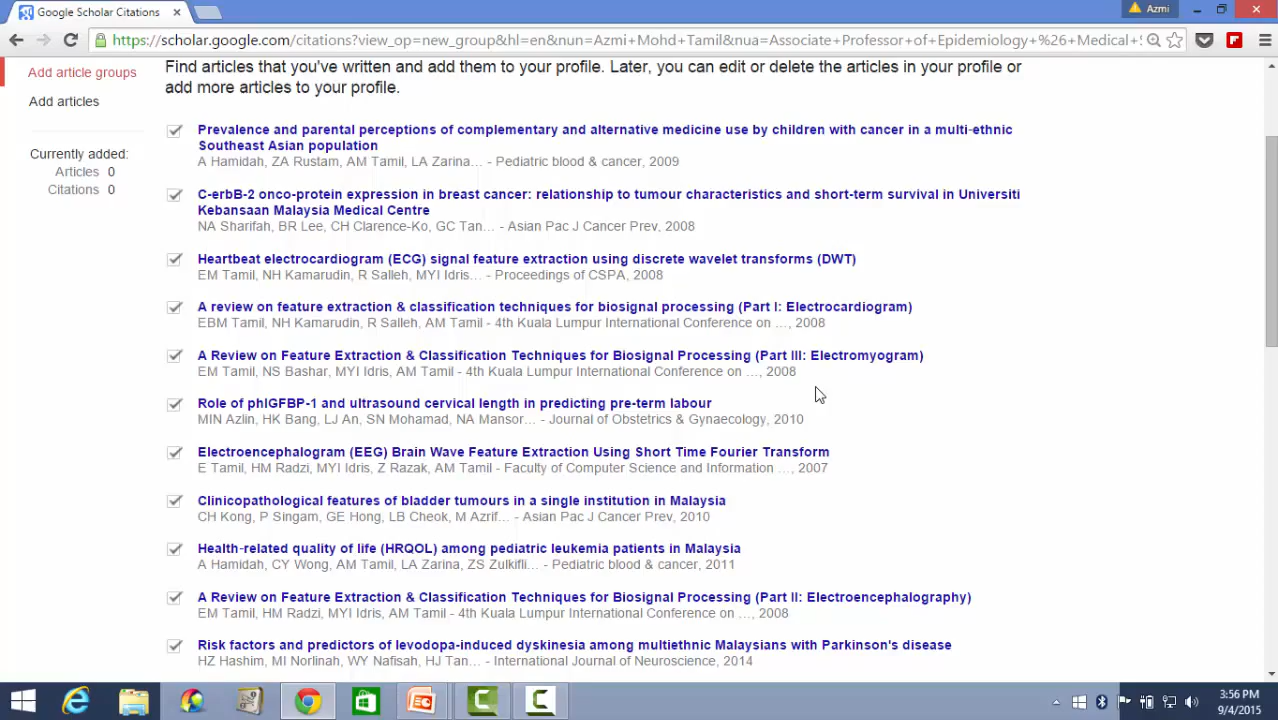 Google Scholar Citations
Azmi
https://scholar.google.com/citations?view_op=new_group&hl=en&nun=Azmi+Mohd+Tamil&nua=Associate+Professor+of+Epidemiology+%26+Medical+S
Add article groups
Add articles
Currently added:
Articles 0
Citations 0
Find articles that you've written and add them to your profile. Later, you can edit or delete the articles in your profile or
add more articles to your profile.
Prevalence and parental perceptions of complementary and alternative medicine use by children with cancer in a multi-ethnic
Southeast Asian population
A Hamidah, ZA Rustam, AM Tamil, LA Zarina... - Pediatric blood & cancer, 2009
C-erbB-2 onco-protein expression in breast cancer: relationship to tumour characteristics and short-term survival in Universiti
Kebansaan Malaysia Medical Centre
NA Sharifah, BR Lee, CH Clarence-Ko, GC Tan... - Asian Pac J Cancer Prev, 2008
Heartbeat electrocardiogram (ECG) signal feature extraction using discrete wavelet transforms (DWT)
EM Tamil, NH Kamarudin, R Salleh, MYI Idris... - Proceedings of CSPA, 2008
A review on feature extraction & classification techniques for biosignal processing (Part I: Electrocardiogram)
EBM Tamil, NH Kamarudin, R Salleh, AM Tamil - 4th Kuala Lumpur International Conference on ..., 2008
A Review on Feature Extraction & Classification Techniques for Biosignal Processing (Part III: Electromyogram)
EM Tamil, NS Bashar, MYI Idris, AM Tamil - 4th Kuala Lumpur International Conference on ..., 2008
Role of phIGFBP-1 and ultrasound cervical length in predicting pre-term labour
MIN Azlin, HK Bang, LJ An, SN Mohamad, NA Mansor... - Journal of Obstetrics & Gynaecology, 2010
Electroencephalogram (EEG) Brain Wave Feature Extraction Using Short Time Fourier Transform
E Tamil, HM Radzi, MYI Idris, Z Razak, AM Tamil - Faculty of Computer Science and Information ..., 2007
Clinicopathological features of bladder tumours in a single institution in Malaysia
CH Kong, P Singam, GE Hong, LB Cheok, M Azrif... - Asian Pac J Cancer Prev, 2010
Health-related quality of life (HRQOL) among pediatric leukemia patients in Malaysia
A Hamidah, CY Wong, AM Tamil, LA Zarina, ZS Zulkifli... - Pediatric blood & cancer, 2011
A Review on Feature Extraction & Classification Techniques for Biosignal Processing (Part II: Electroencephalography)
EM Tamil, HM Radzi, MYI Idris, AM Tamil - 4th Kuala Lumpur International Conference on ..., 2008
Risk factors and predictors of levodopa-induced dyskinesia among multiethnic Malaysians with Parkinson's disease
HZ Hashim, MI Norlinah, WY Nafisah, HJ Tan... - International Journal of Neuroscience, 2014
3:56 PM
9/4/2015